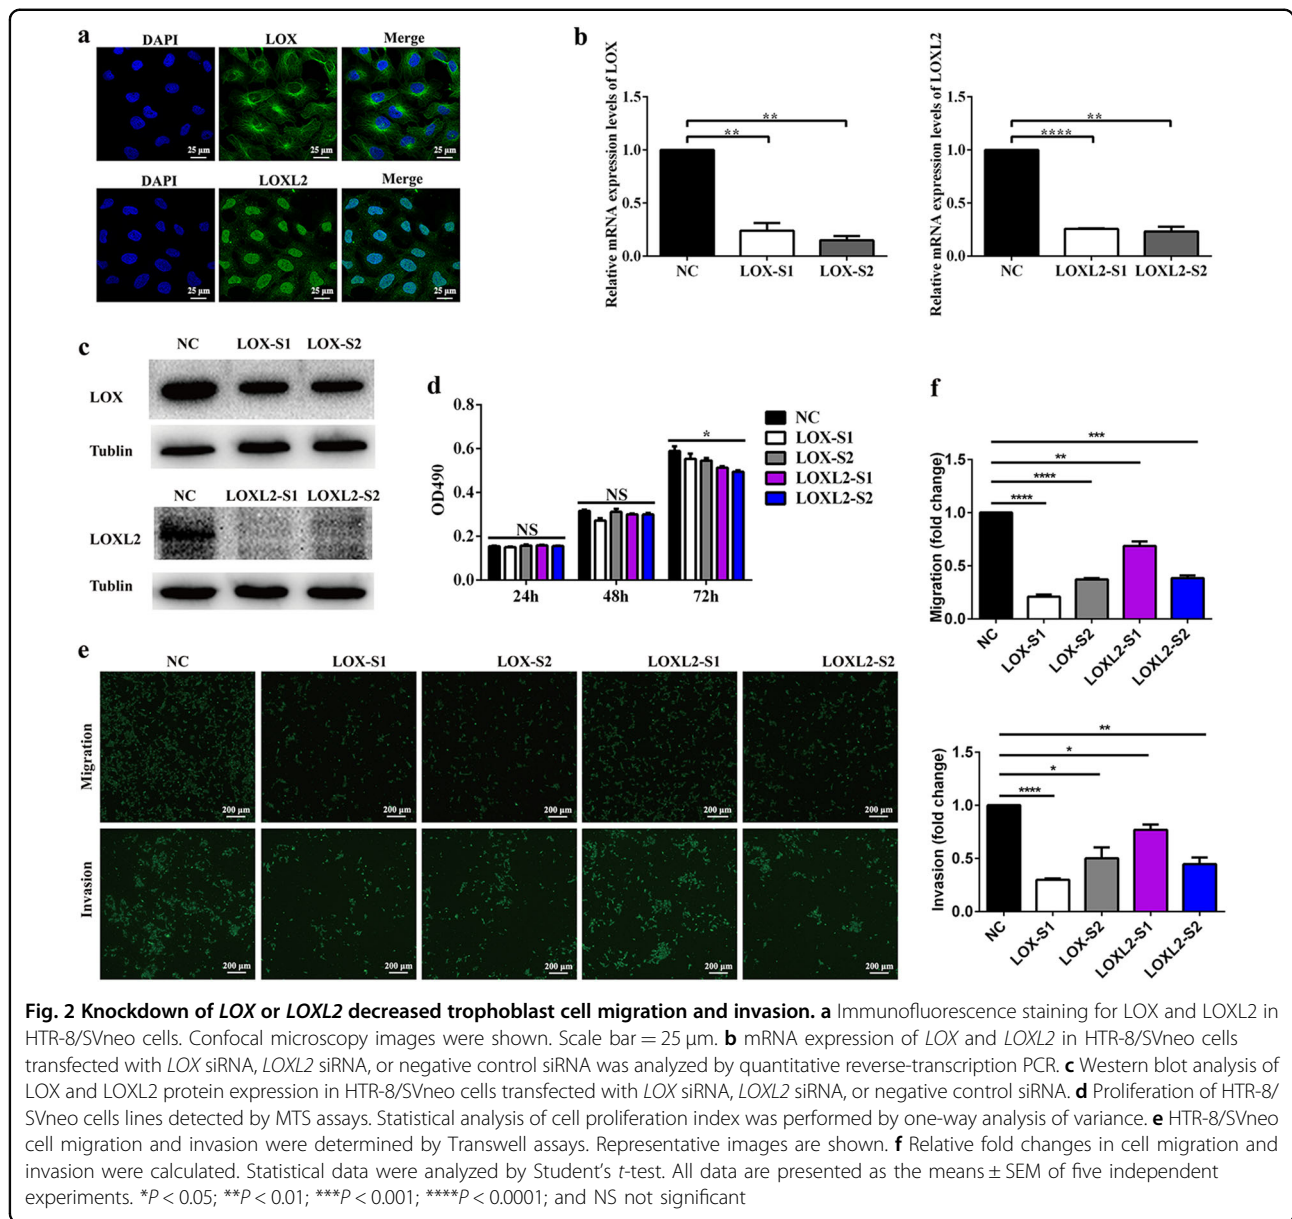 a
DAPI LOX Merge
25 µm 25 µm 25 µm
DAPI LOXL2 Merge
25 µm 25 µm 25 µm
b
Relative mRNA expression levels of LOX
1.5
1.0
0.5
0.0
**
**
NC LOX-S1 LOX-S2
Relative mRNA expression levels of LOXL2
1.5
1.0
0.5
0.0
**
****
NC LOXL2-S1 LOXL2-S2
c
NC LOX-S1 LOX-S2
LOX
Tublin
NC LOXL2-S1 LOXL2-S2
LOXL2
Tublin
d
OD490
0.8
0.6
0.4
0.2
0.0
NS
NS
*
24h 48h 72h
NC
LOX-S1
LOX-S2
LOXL2-S1
LOXL2-S2
e
NC LOX-S1 LOX-S2 LOXL2-S1 LOXL2-S2
Migration
200 µm 200 µm 200 µm 200 µm 200 µm
Invasion
200 µm 200 µm 200 µm 200 µm 200 µm
f
Migration (fold change)
1.5
1.0
0.5
0.0
***
**
****
****
NC LOX-S1 LOX-S2 LOXL2-S1 LOXL2-S2
Invasion (fold change)
1.5
1.0
0.5
0.0
**
*
*
****
NC LOX-S1 LOX-S2 LOXL2-S1 LOXL2-S2
Fig. 2 Knockdown of LOX or LOXL2 decreased trophoblast cell migration and invasion. a Immunofluorescence staining for LOX and LOXL2 in
HTR-8/SVneo cells. Confocal microscopy images were shown. Scale bar = 25 µm. b mRNA expression of LOX and LOXL2 in HTR-8/SVneo cells
transfected with LOX siRNA, LOXL2 siRNA, or negative control siRNA was analyzed by quantitative reverse-transcription PCR. c Western blot analysis of
LOX and LOXL2 protein expression in HTR-8/SVneo cells transfected with LOX siRNA, LOXL2 siRNA, or negative control siRNA. d Proliferation of HTR-8/
SVneo cells lines detected by MTS assays. Statistical analysis of cell proliferation index was performed by one-way analysis of variance. e HTR-8/SVneo
cell migration and invasion were determined by Transwell assays. Representative images are shown. f Relative fold changes in cell migration and
invasion were calculated. Statistical data were analyzed by Student's t-test. All data are presented as the means ± SEM of five independent
experiments. *P < 0.05; **P < 0.01; ***P < 0.001; ****P < 0.0001; and NS not significant